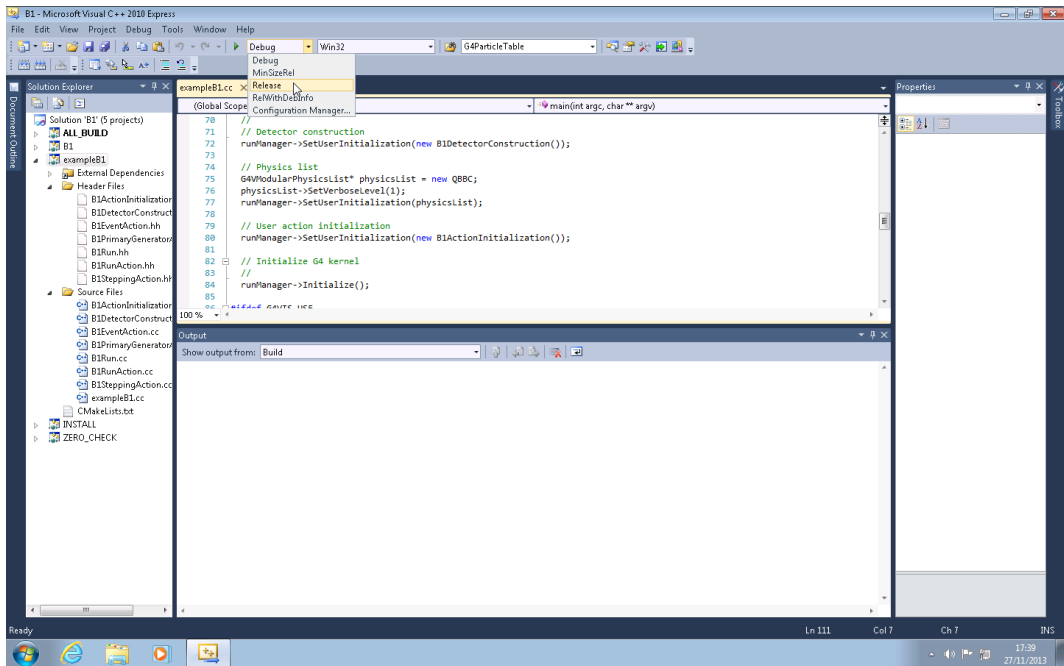 B1 - Microsoft Visual C++ 2010 Express
File Edit View Project Debug Tools Window Help
Debug Win32 G4ParticleTable
Debug
MinSizeRel
Release
RelWithDebInfo
Configuration Manager...
Document Outline
Solution Explorer
Solution 'B1' (5 projects)
ALL_BUILD
B1
exampleB1
External Dependencies
Header Files
B1ActionInitialization
B1DetectorConstruct
B1EventAction.hh
B1PrimaryGenerator
B1Run.hh
B1RunAction.hh
B1SteppingAction.hh
Source Files
B1ActionInitialization
B1DetectorConstruct
B1EventAction.cc
B1PrimaryGenerator
B1Run.cc
B1RunAction.cc
B1SteppingAction.cc
exampleB1.cc
CMakeLists.txt
INSTALL
ZERO_CHECK
exampleB1.cc
(Global Scope main(int argc, char ** argv)
70 //
71 // Detector construction
72 runManager->SetUserInitialization(new B1DetectorConstruction());
73
74 // Physics list
75 G4VModularPhysicsList* physicsList = new QBBC;
76 physicsList->SetVerboseLevel(1);
77 runManager->SetUserInitialization(physicsList);
78
79 // User action initialization
80 runManager->SetUserInitialization(new B1ActionInitialization());
81
82 // Initialize G4 kernel
83 //
84 runManager->Initialize();
85
86 #ifdef G4VIS_USE
100 %
Output
Show output from: Build
Properties
Toolbox
Ready Ln 111 Col 7 Ch 7 INS
17:39
27/11/2013